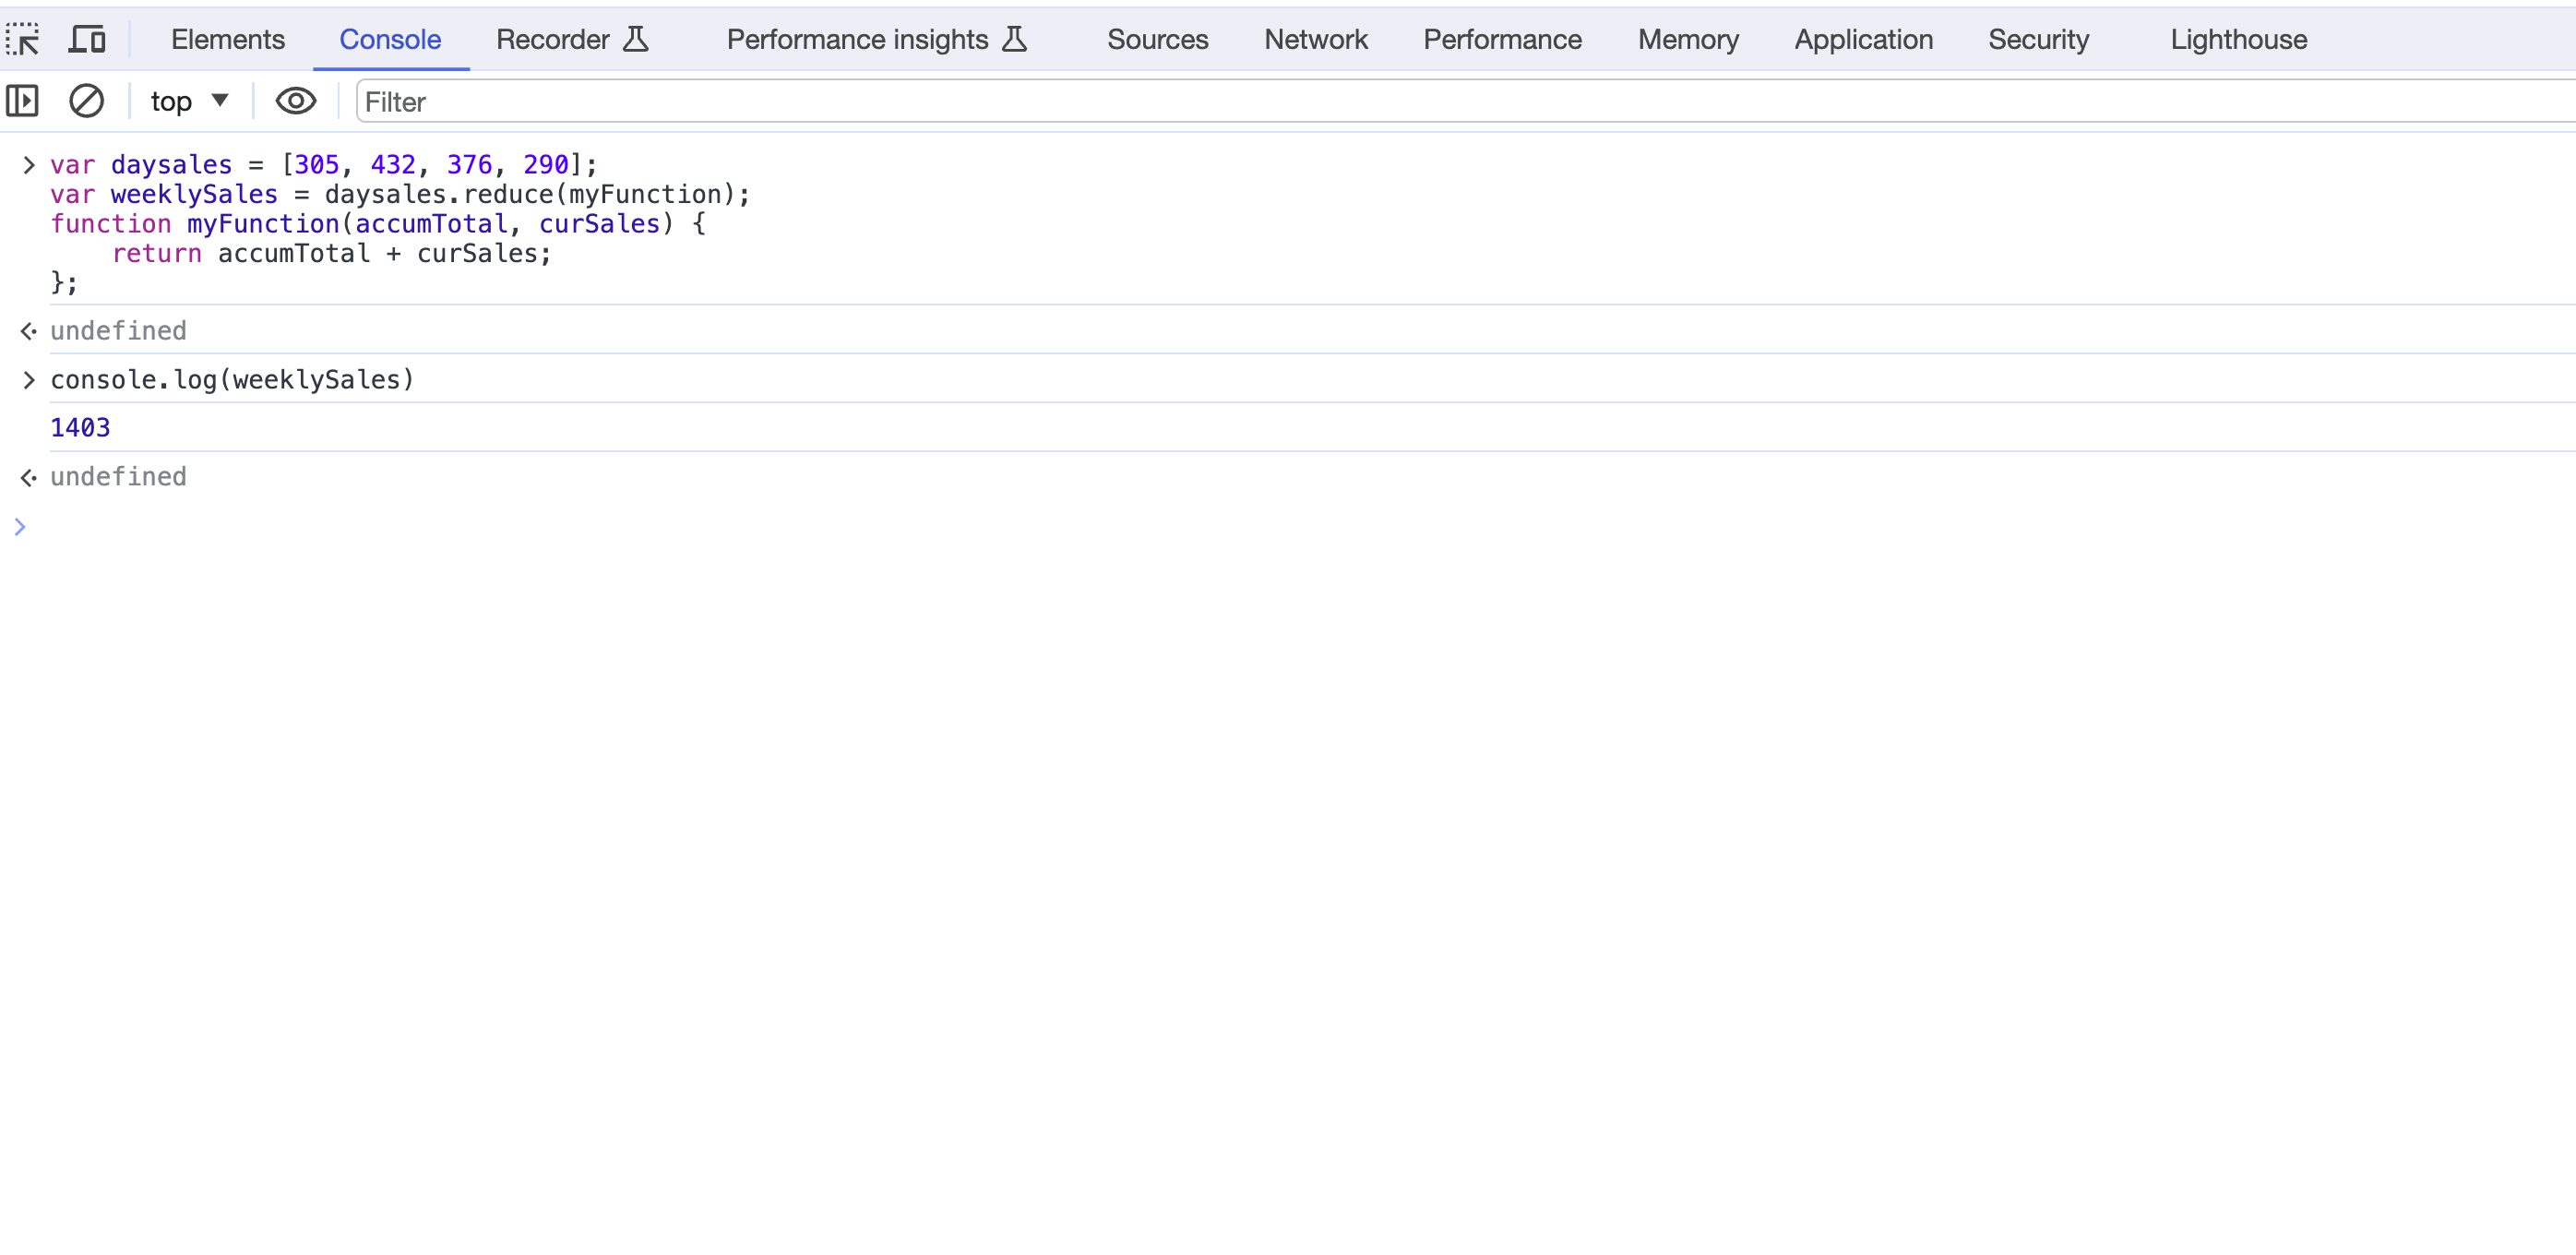 Elements Console Recorder Performance insights Sources Network Performance Memory Application Security Lighthouse
top Filter
var daysales = [305, 432, 376, 290];
var weeklySales = daysales.reduce(myFunction);
function myFunction(accumTotal, curSales) {
    return accumTotal + curSales;
};
undefined
console.log(weeklySales)
1403
undefined